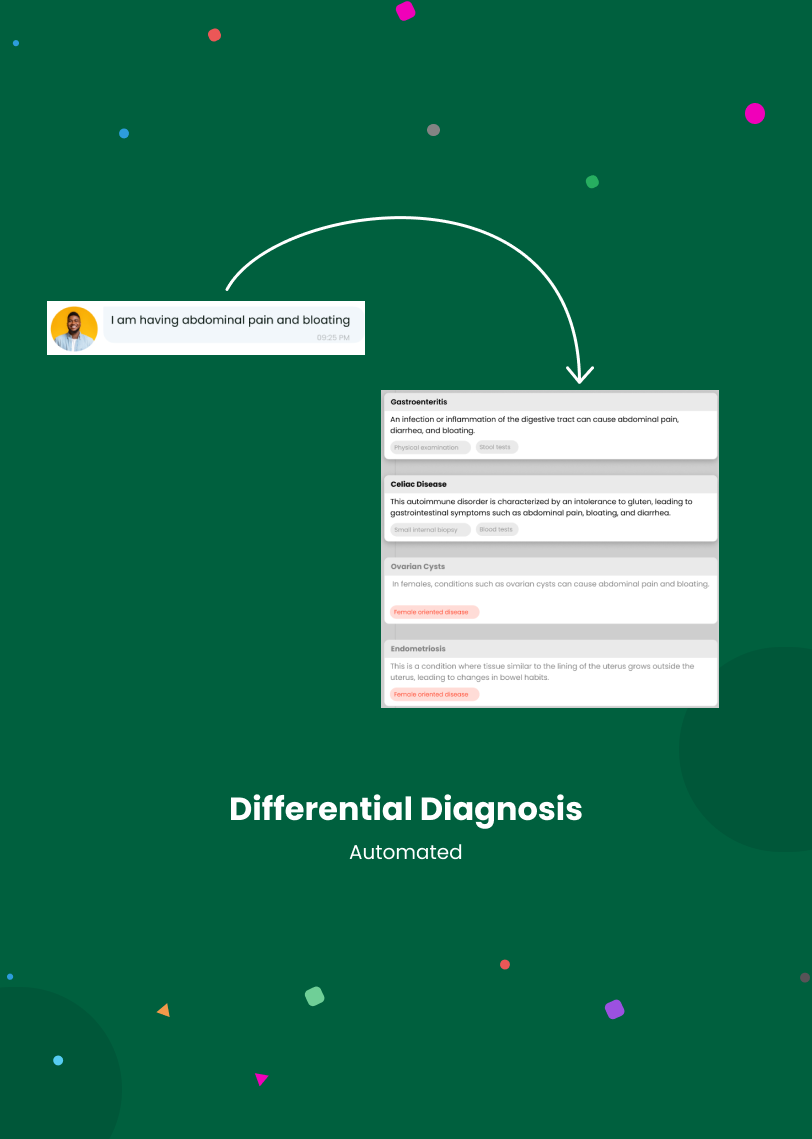 I am having abdominal pain and bloating
09:25 PM
Gastroenteritis
An infection or inflammation of the digestive tract can cause abdominal pain,
diarrhea, and bloating.
Physical examination
Stool tests
Celiac Disease
This autoimmune disorder is characterized by an intolerance to gluten, leading to
gastrointestinal symptoms such as abdominal pain, bloating, and diarrhea.
Small internal biopsy
Blood tests
Ovarian Cysts
In females, conditions such as ovarian cysts can cause abdominal pain and bloating.
Female oriented disease
Endometriosis
This is a condition where tissue similar to the lining of the uterus grows outside the
uterus, leading to changes in bowel habits.
Female oriented disease
Differential Diagnosis
Automated